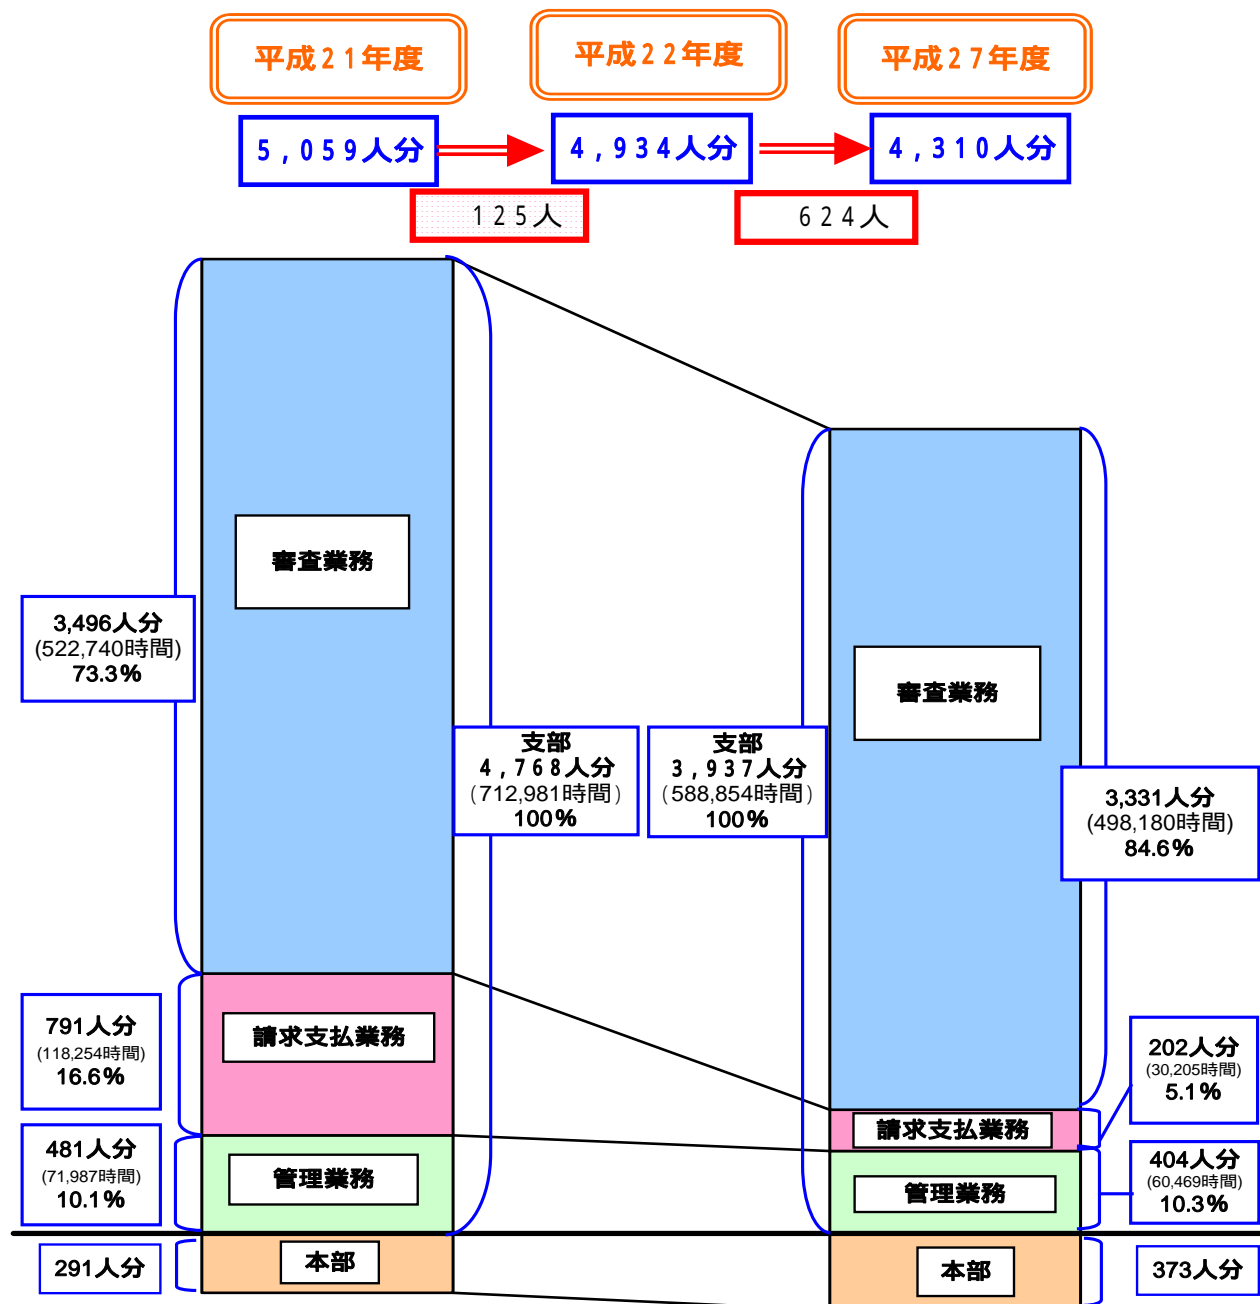 平成21年度
平成22年度
平成27年度
5,059人分
4,934人分
4,310人分
125人
624人
審査業務
3,496人分
(522,740時間)
73.3%
支部
4,768人分
(712,981時間)
100%
支部
3,937人分
(588,854時間)
100%
審査業務
3,331人分
(498,180時間)
84.6%
791人分
(118,254時間)
16.6%
請求支払業務
請求支払業務
202人分
(30,205時間)
5.1%
481人分
(71,987時間)
10.1%
管理業務
管理業務
404人分
(60,469時間)
10.3%
291人分
本部
本部
373人分